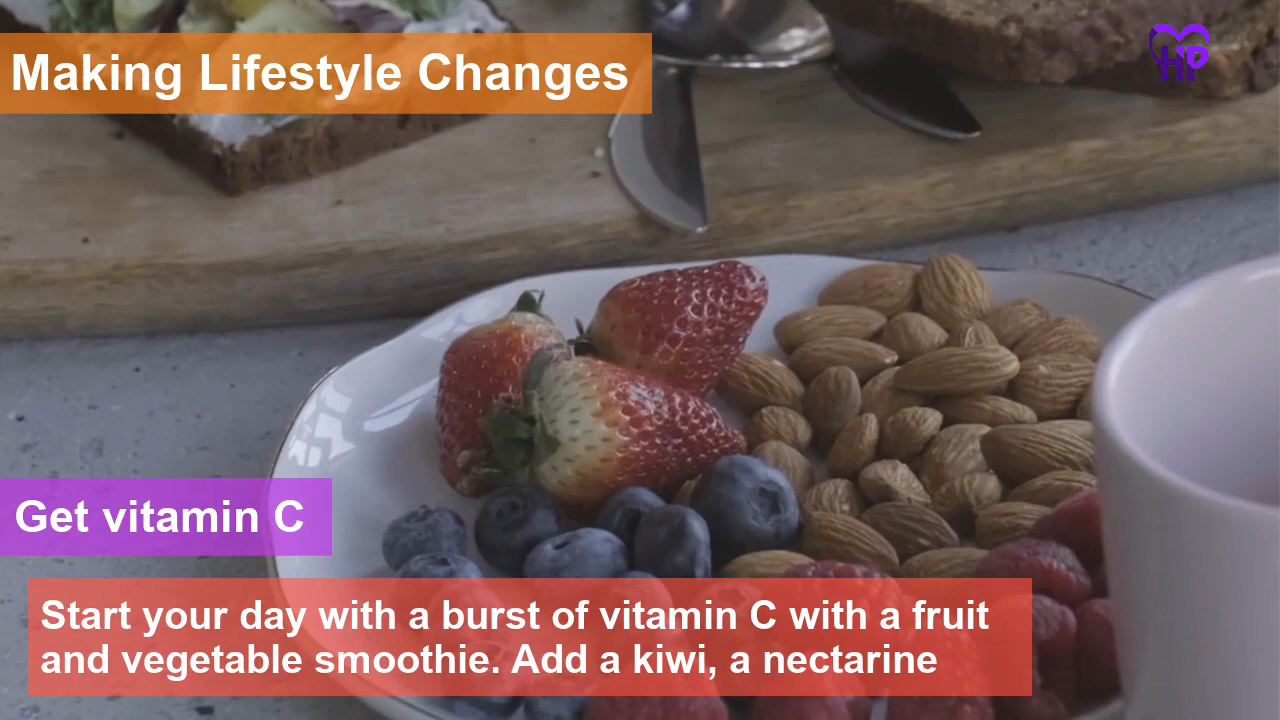 Making Lifestyle Changes
HP
Get vitamin C
Start your day with a burst of vitamin C with a fruit
and vegetable smoothie. Add a kiwi, a nectarine